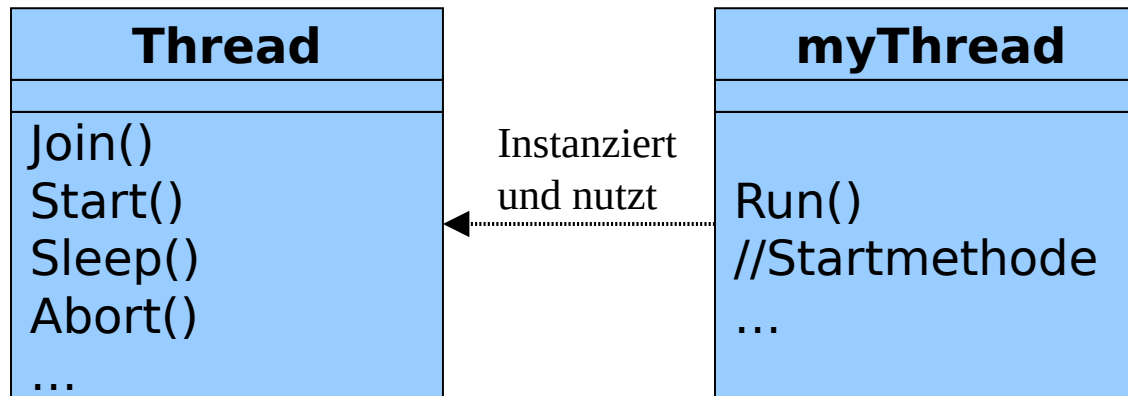 Thread
Join()
Start()
Sleep()
Abort()
...
Instanziert
und nutzt
myThread
Run()
//Startmethode
...